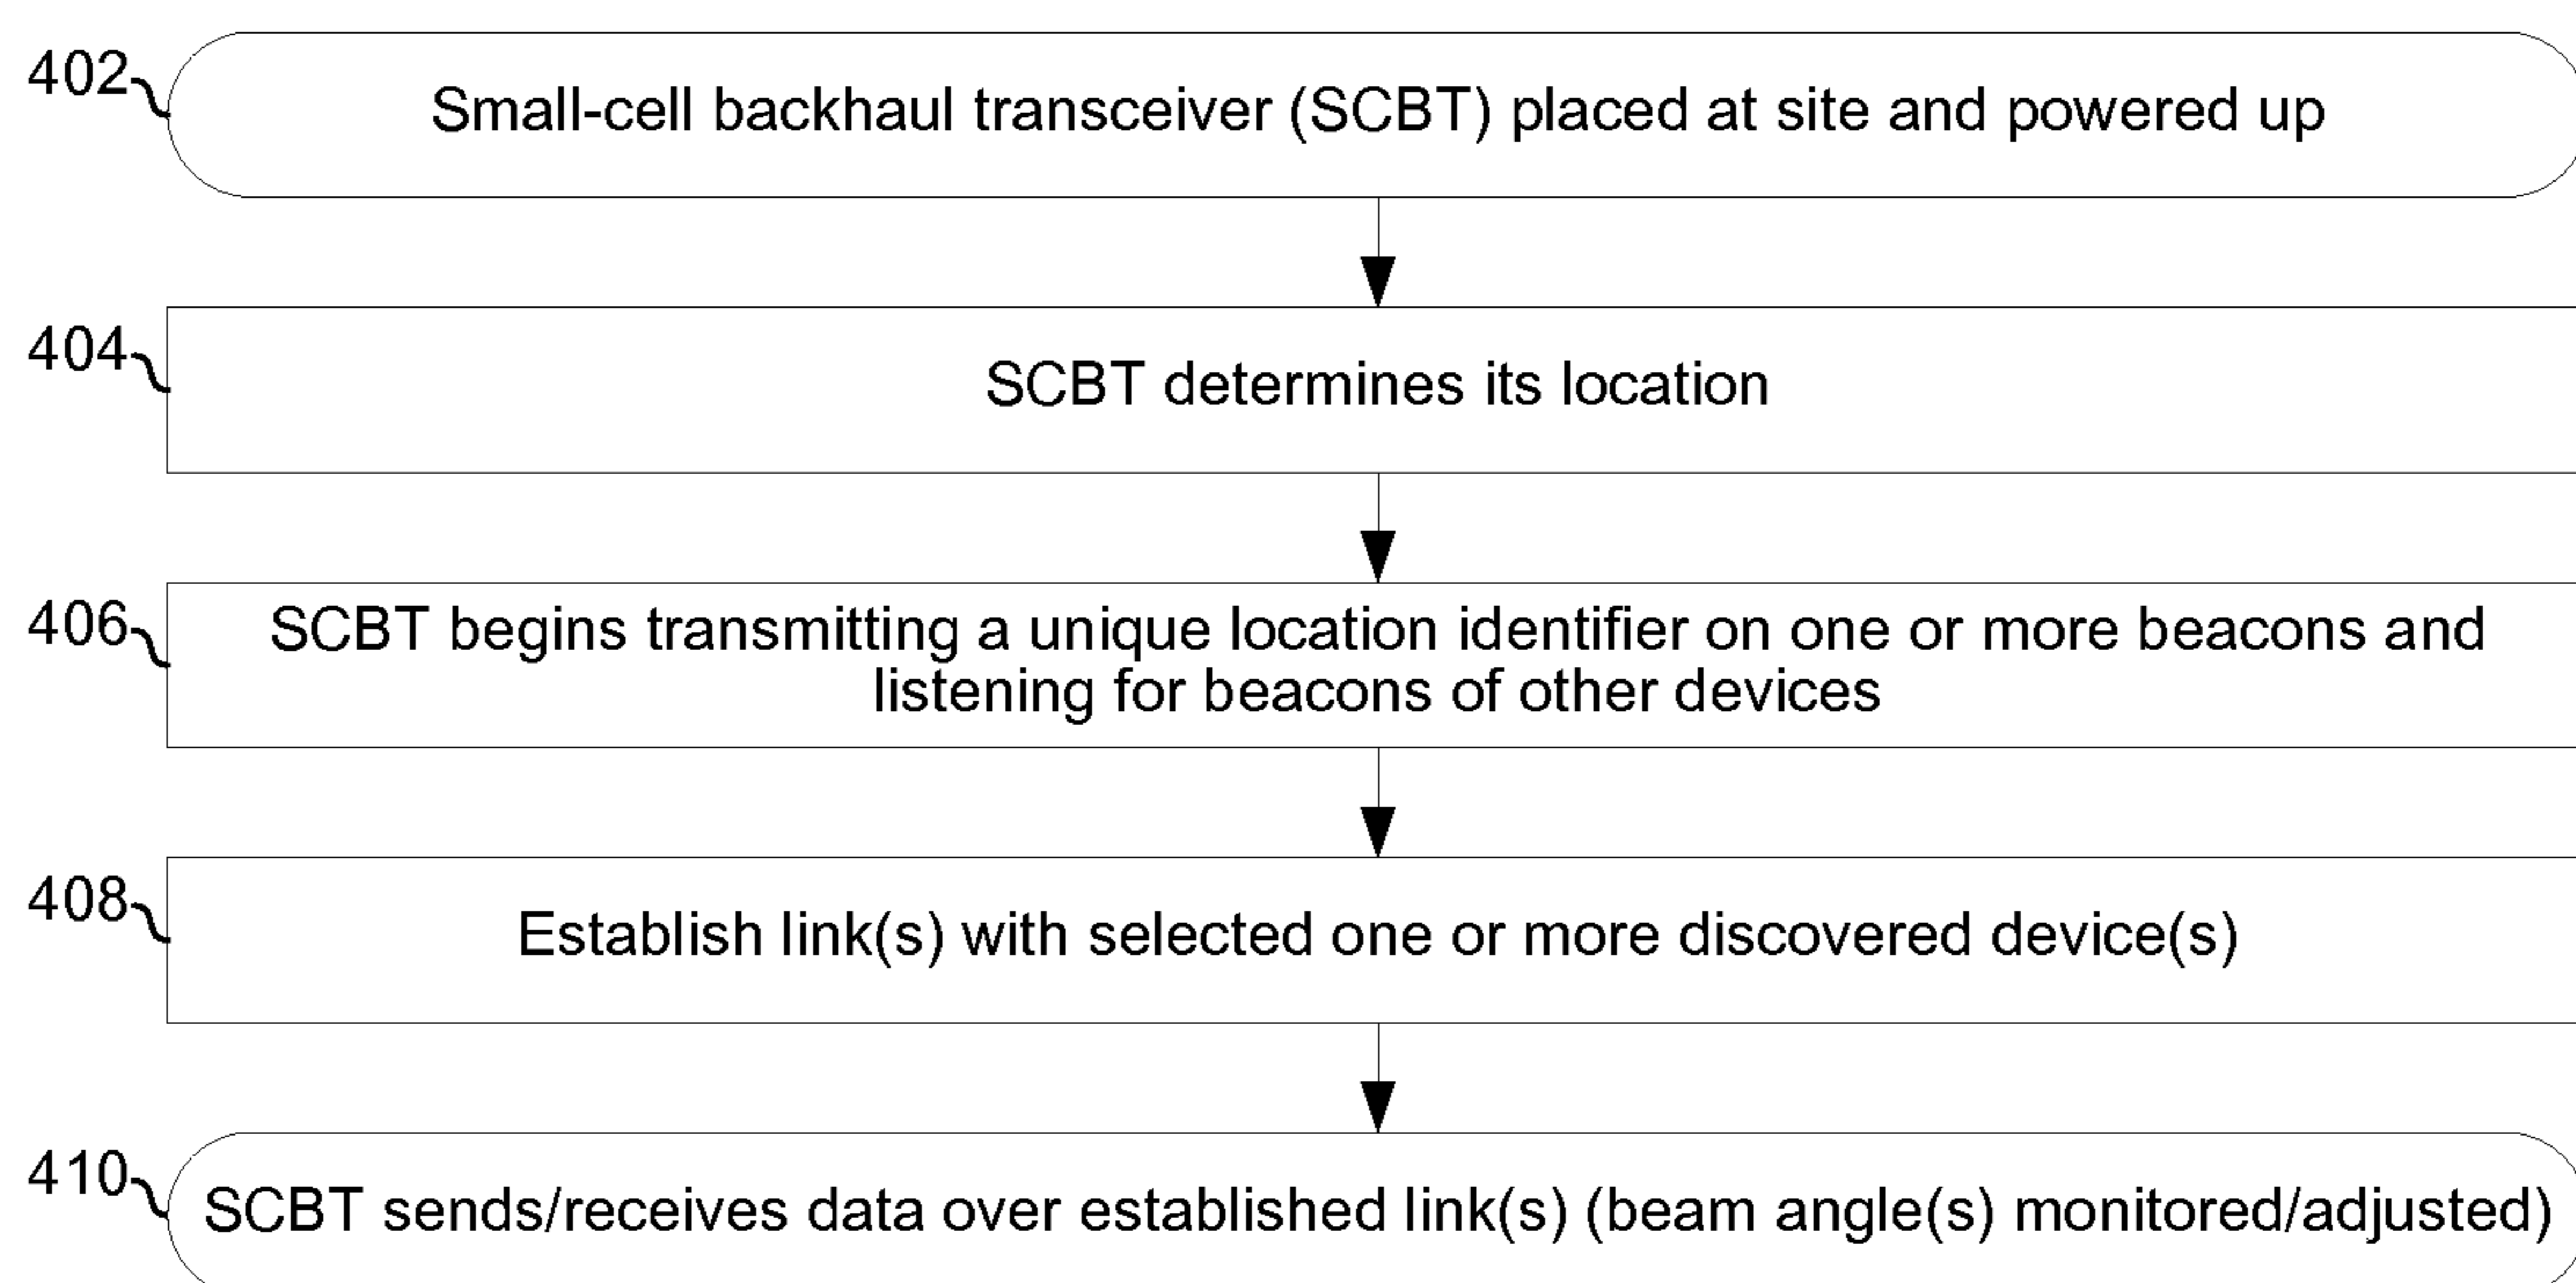 402
Small-cell backhaul transceiver (SCBT) placed at site and powered up
404
SCBT determines its location
406
SCBT begins transmitting a unique location identifier on one or more beacons and
listening for beacons of other devices
408
Establish link(s) with selected one or more discovered device(s)
410
SCBT sends/receives data over established link(s) (beam angle(s) monitored/adjusted)